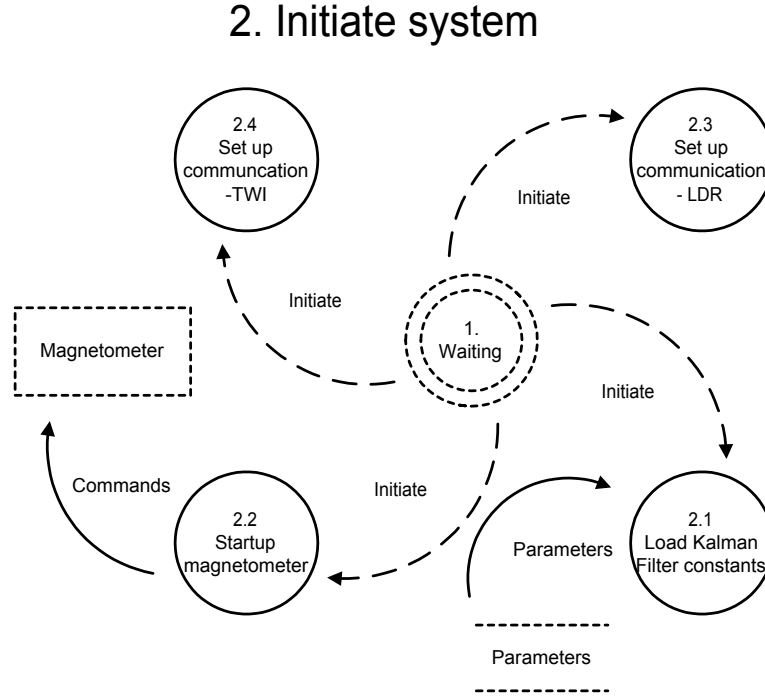 2. Initiate system
2.4
Set up
communcation
-TWI
2.3
Set up
communication
- LDR
Initiate
Initiate
1.
Waiting
Magnetometer
Initiate
Commands
Initiate
2.2
Startup
magnetometer
Parameters
2.1
Load Kalman
Filter constants
Parameters